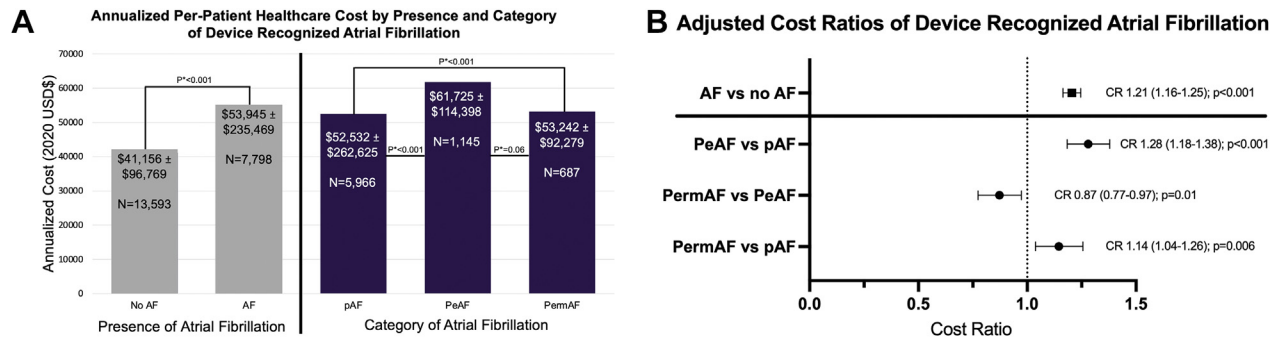 A
Annualized Per-Patient Healthcare Cost by Presence and Category
of Device Recognized Atrial Fibrillation
Annualized Cost (2020 USD$)
70000
60000
50000
40000
30000
20000
10000
0
P*<0.001
$41,156 ±
$96,769
N=13,593
$53,945 ±
$235,469
N=7,798
P*<0.001
$52,532 ±
$262,625
N=5,966
P*<0.001
$61,725 ±
$114,398
N=1,145
P*=0.06
$53,242 ±
$92,279
N=687
No AF
AF
pAF
PeAF
PermAF
Presence of Atrial Fibrillation
Category of Atrial Fibrillation
B
Adjusted Cost Ratios of Device Recognized Atrial Fibrillation
AF vs no AF
CR 1.21 (1.16-1.25); p<0.001
PeAF vs pAF
CR 1.28 (1.18-1.38); p<0.001
PermAF vs PeAF
CR 0.87 (0.77-0.97); p=0.01
PermAF vs pAF
CR 1.14 (1.04-1.26); p=0.006
0.0
0.5
1.0
1.5
Cost Ratio